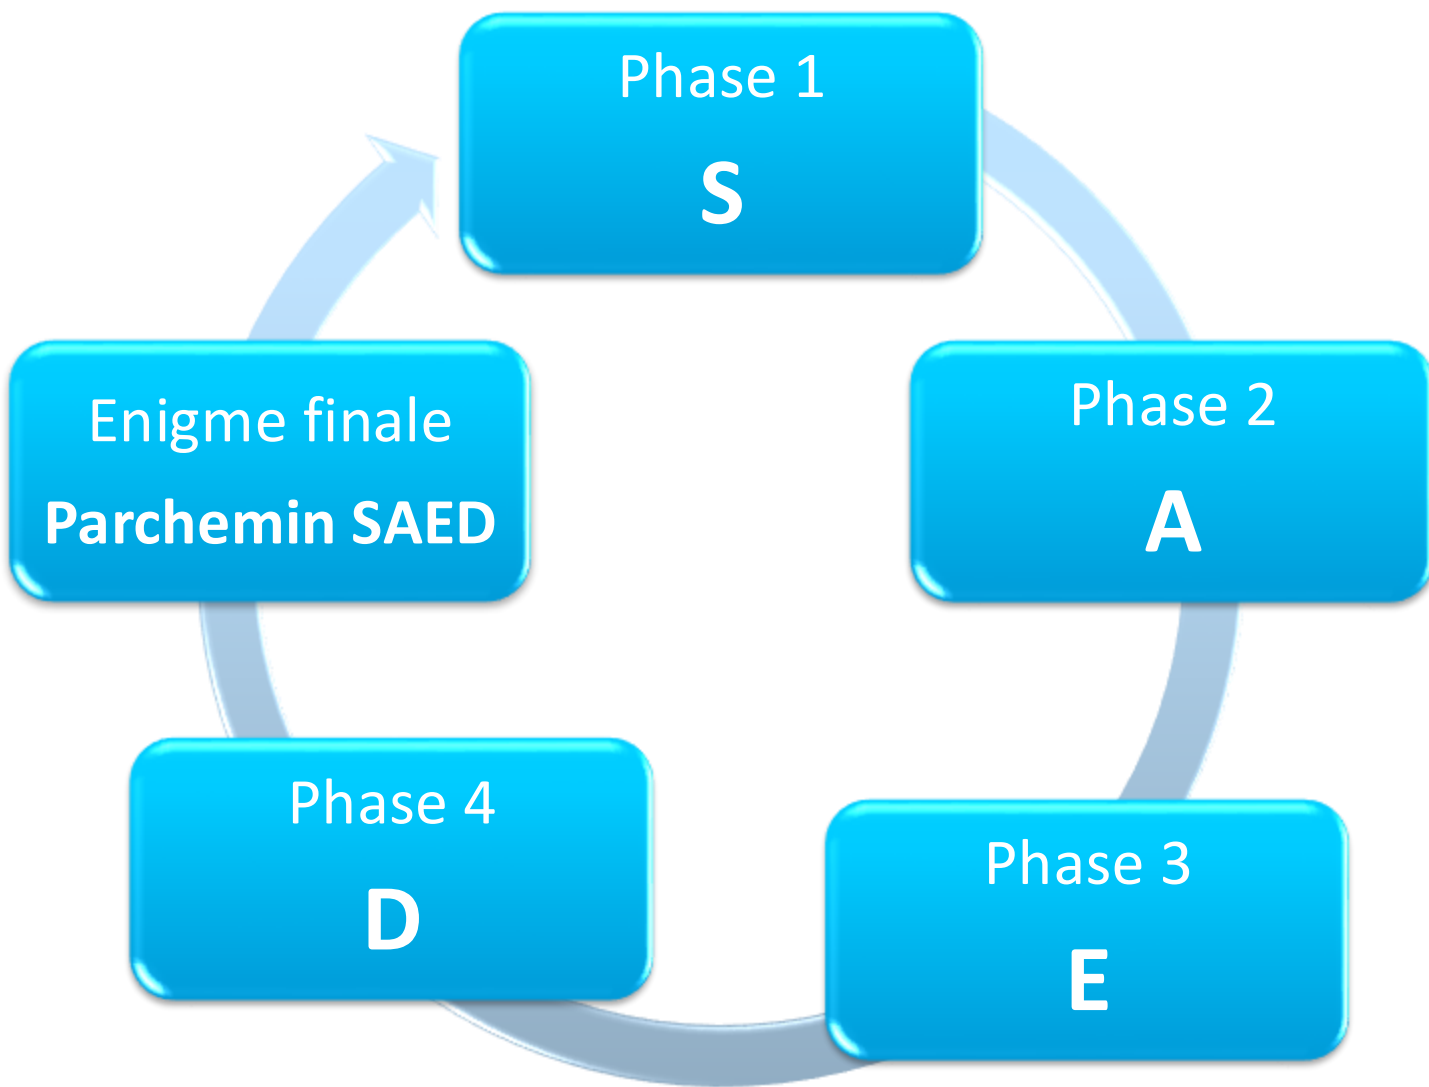 Phase 1
S
Phase 2
A
Phase 3
E
Phase 4
D
Enigme finale
Parchemin SAED